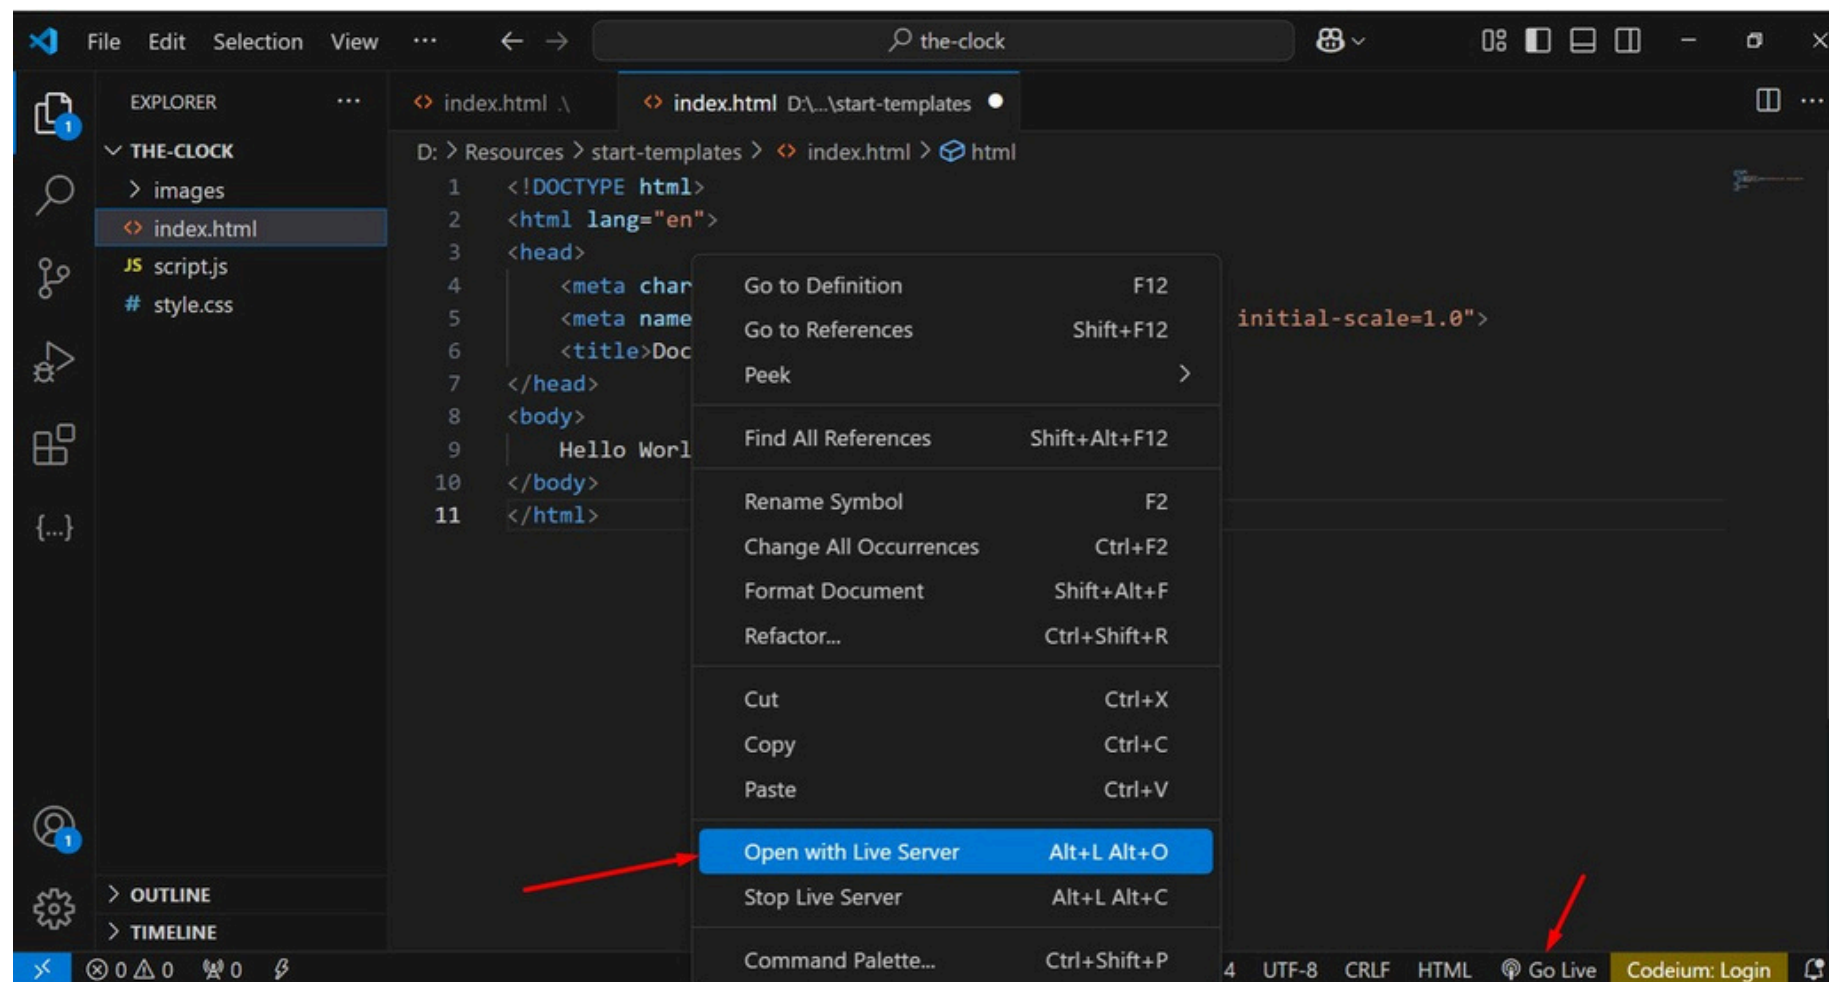 File Edit Selection View ··· the-clock
EXPLORER ···
THE-CLOCK
images
index.html
script.js
style.css
OUTLINE
TIMELINE
index.html .\ index.html D:\...\start-templates
D: > Resources > start-templates > index.html > html
1 <!DOCTYPE html>
2 <html lang="en">
3 <head>
4 <meta char
5 <meta name initial-scale=1.0">
6 <title>Doc
7 </head>
8 <body>
9 Hello Worl
10 </body>
11 </html>
Go to Definition F12
Go to References Shift+F12
Peek
Find All References Shift+Alt+F12
Rename Symbol F2
Change All Occurrences Ctrl+F2
Format Document Shift+Alt+F
Refactor... Ctrl+Shift+R
Cut Ctrl+X
Copy Ctrl+C
Paste Ctrl+V
Open with Live Server Alt+L Alt+O
Stop Live Server Alt+L Alt+C
Command Palette... Ctrl+Shift+P
0 0 0 4 UTF-8 CRLF HTML Go Live Codeium: Login